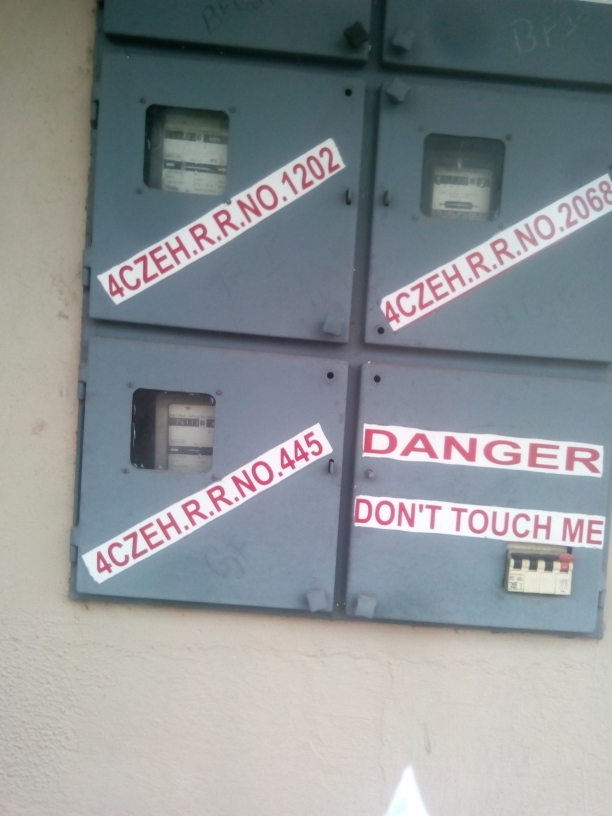 4CZEH.R.R.NO.1202
4CZEH.R.R.NO.2068
4CZEH.R.R.NO.445
DANGER
DON'T TOUCH ME